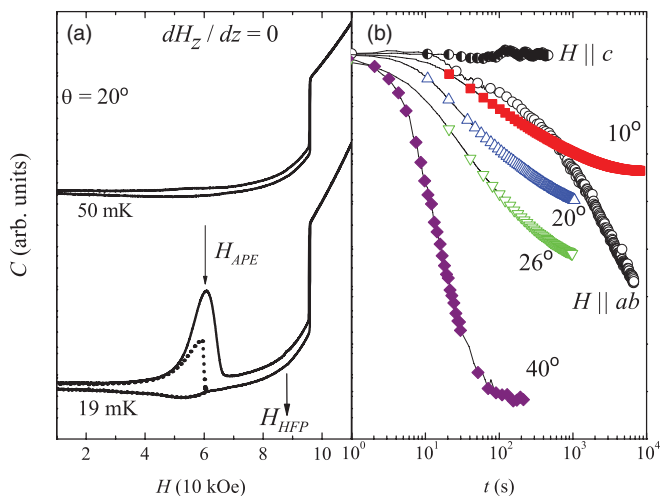 (a)
dH_z / dz = 0
θ = 20°
50 mK
H_APE
19 mK
H_HFP
C (arb. units)
2 4 6 8 10
H (10 kOe)
(b)
H || c
10°
20°
26°
H || ab
40°
10^0 10^1 10^2 10^3 10^4
t (s)